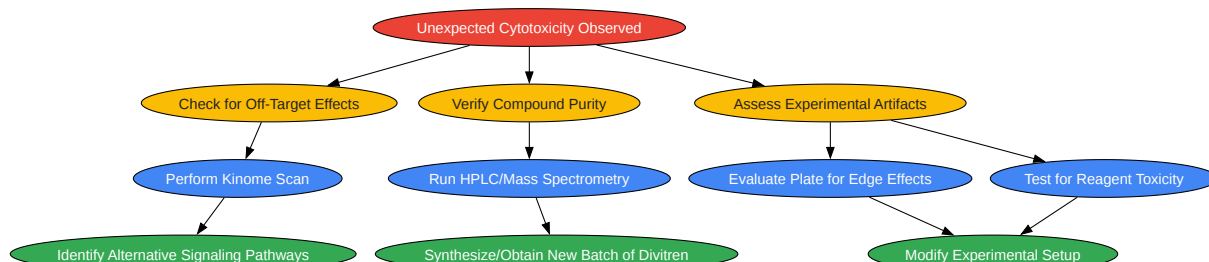 Unexpected Cytotoxicity Observed
Check for Off-Target Effects
Verify Compound Purity
Assess Experimental Artifacts
Perform Kinome Scan
Run HPLC/Mass Spectrometry
Evaluate Plate for Edge Effects
Test for Reagent Toxicity
Identify Alternative Signaling Pathways
Synthesize/Obtain New Batch of Divitren
Modify Experimental Setup